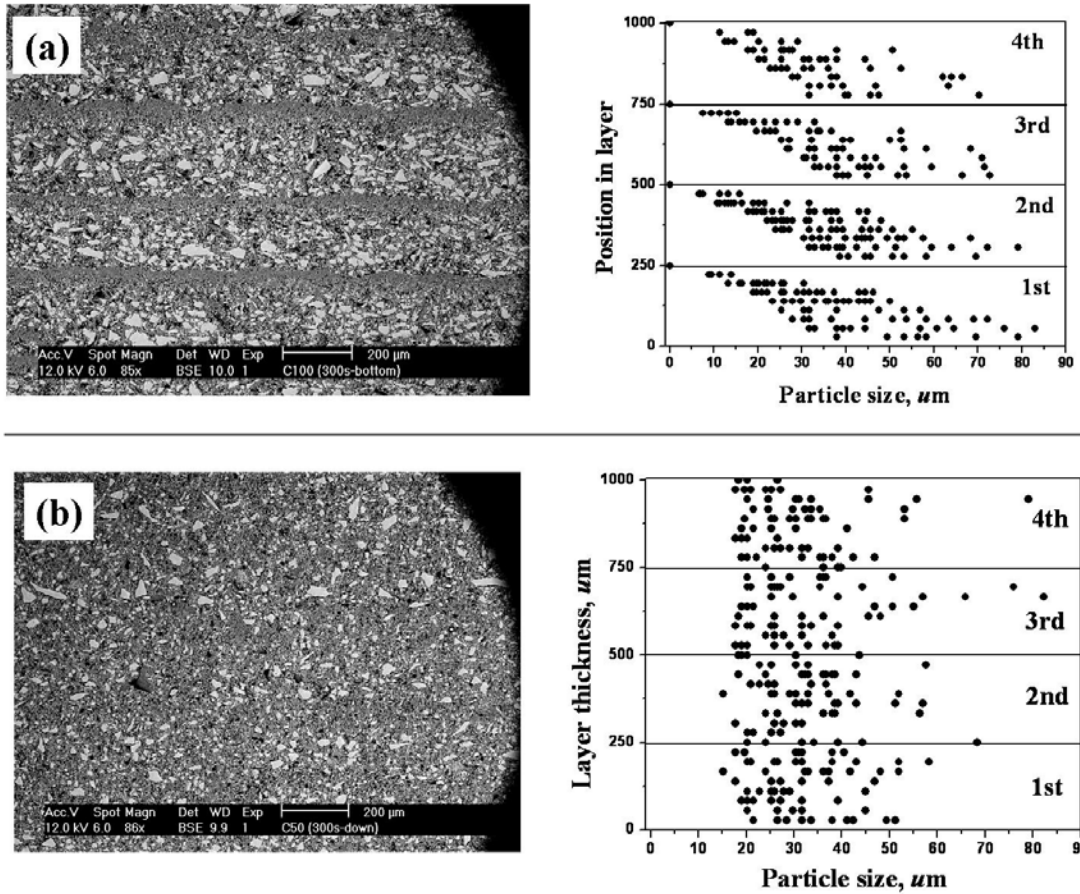 (a)
Acc.V Spot Magn Det WD Exp 200 µm
12.0 kV 6.0 85x BSE 10.0 1 C100 (300s-bottom)
Position in layer
1000
750
500
250
0
4th
3rd
2nd
1st
0 10 20 30 40 50 60 70 80 90
Particle size, um
(b)
Acc.V Spot Magn Det WD Exp 200 µm
12.0 kV 6.0 86x BSE 9.9 1 C50 (300s-down)
Layer thickness, um
1000
750
500
250
0
4th
3rd
2nd
1st
0 10 20 30 40 50 60 70 80 90
Particle size, um